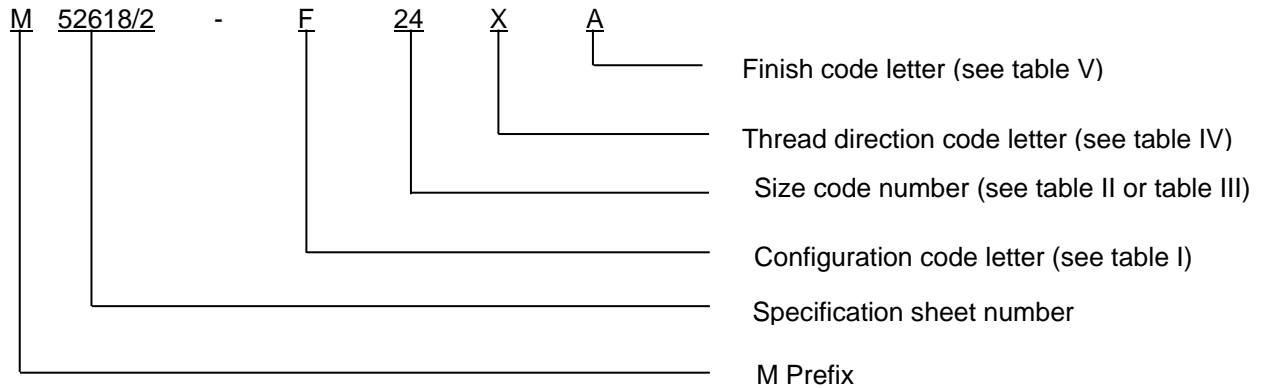 M 52618/2 - F 24 X A
Finish code letter (see table V)
Thread direction code letter (see table IV)
Size code number (see table II or table III)
Configuration code letter (see table I)
Specification sheet number
M Prefix